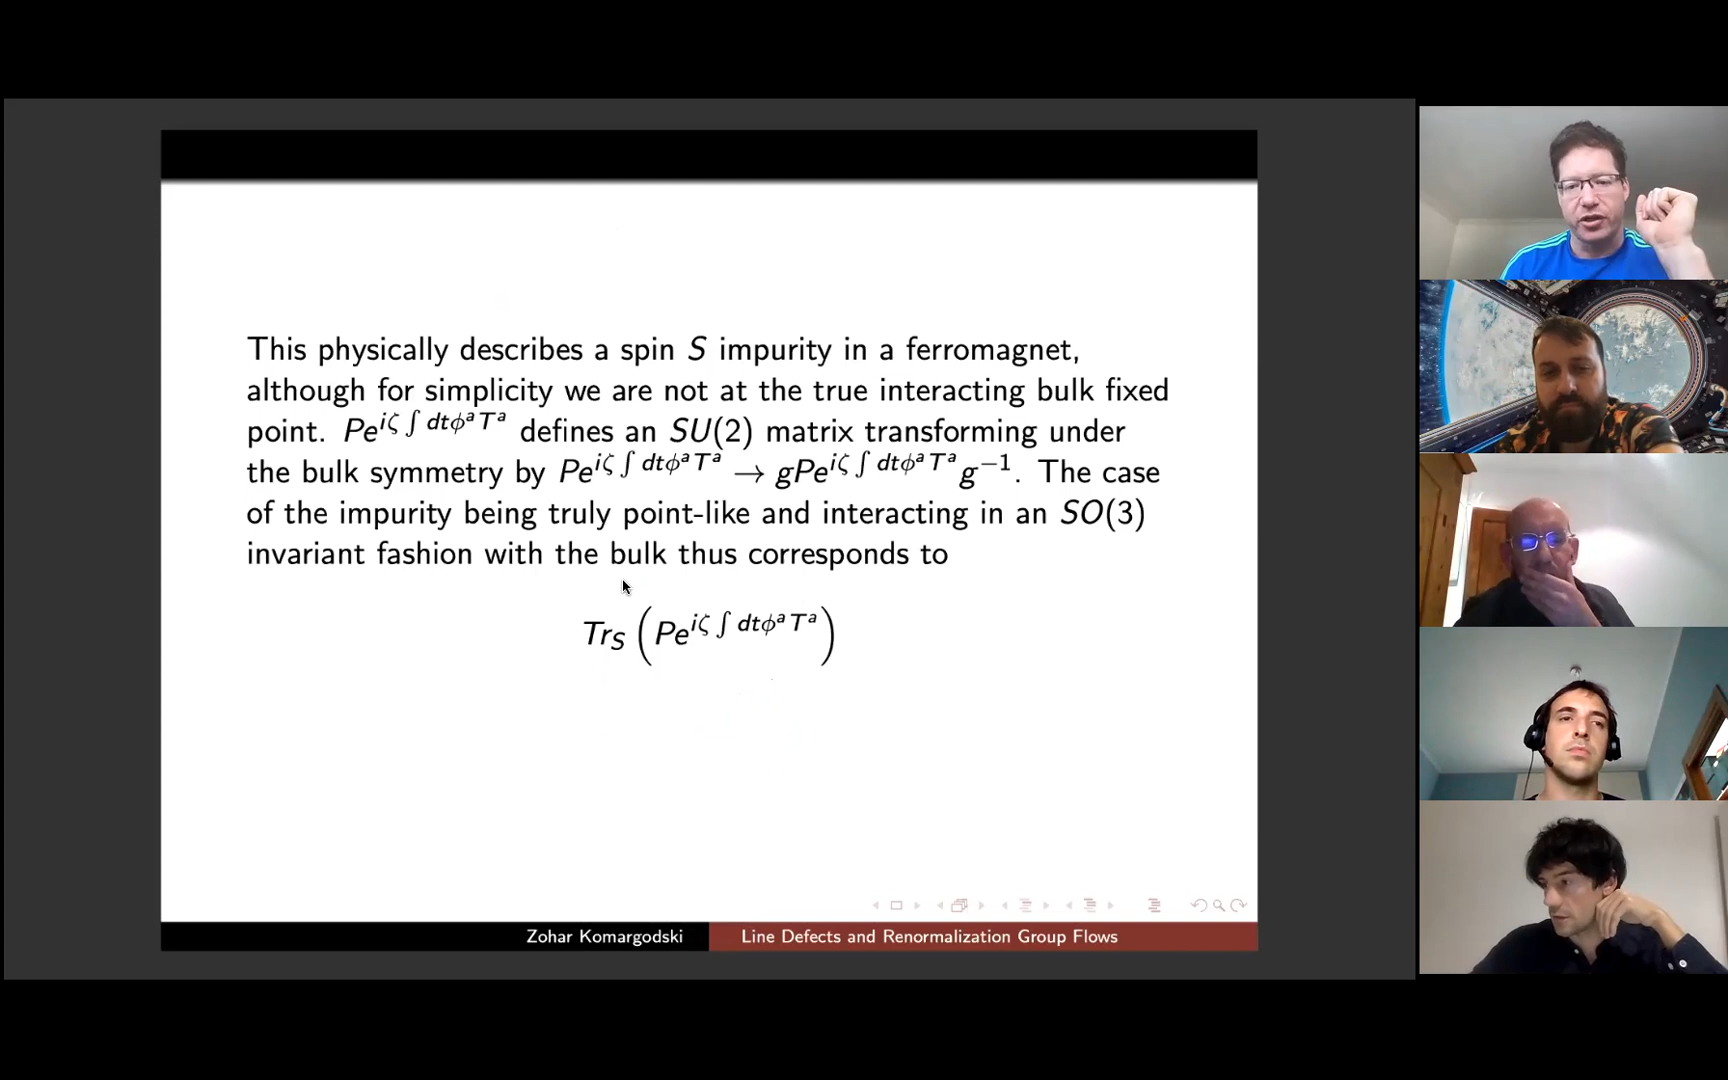 This physically describes a spin S impurity in a ferromagnet,
although for simplicity we are not at the true interacting bulk fixed
point. Pe^{iζ ∫ dtϕ^a T^a} defines an SU(2) matrix transforming under
the bulk symmetry by Pe^{iζ ∫ dtϕ^a T^a} → gPe^{iζ ∫ dtϕ^a T^a} g^{−1}. The case
of the impurity being truly point-like and interacting in an SO(3)
invariant fashion with the bulk thus corresponds to
Tr_S (Pe^{iζ ∫ dtϕ^a T^a})
Zohar Komargodski
Line Defects and Renormalization Group Flows